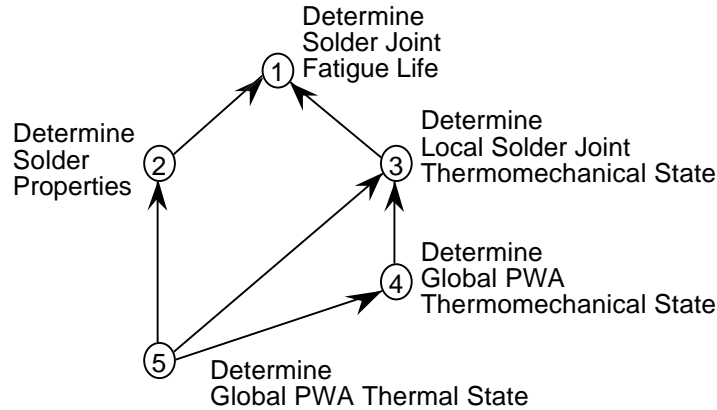 Determine
Solder Joint
Fatigue Life
1
Determine
Solder
Properties
2
3
Determine
Local Solder Joint
Thermomechanical State
4
Determine
Global PWA
Thermomechanical State
5
Determine
Global PWA Thermal State